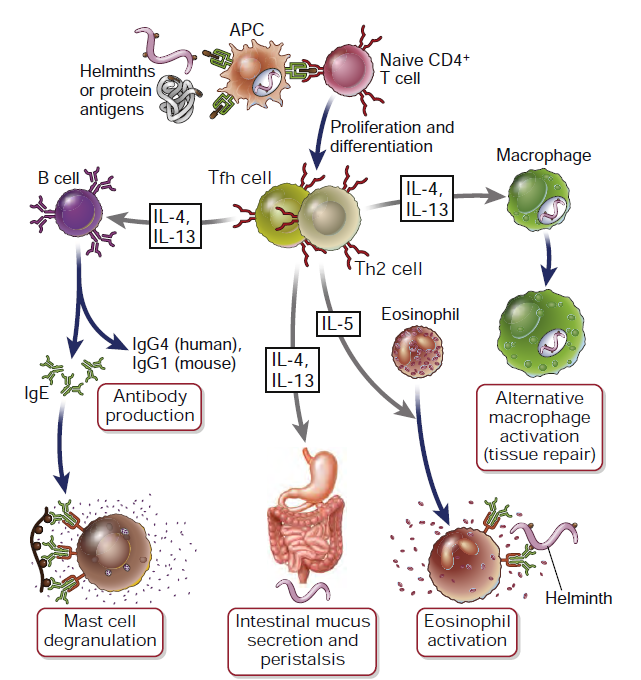 APC
Helminths
or protein
antigens
Naive CD4+
T cell
Proliferation and
differentiation
Macrophage
B cell
Tfh cell
IL-4,
IL-13
IL-4,
IL-13
Th2 cell
Eosinophil
IL-5
IgG4 (human),
IgG1 (mouse)
IL-4,
IL-13
IgE
Antibody
production
Alternative
macrophage
activation
(tissue repair)
Helminth
Mast cell
degranulation
Intestinal mucus
secretion and
peristalsis
Eosinophil
activation